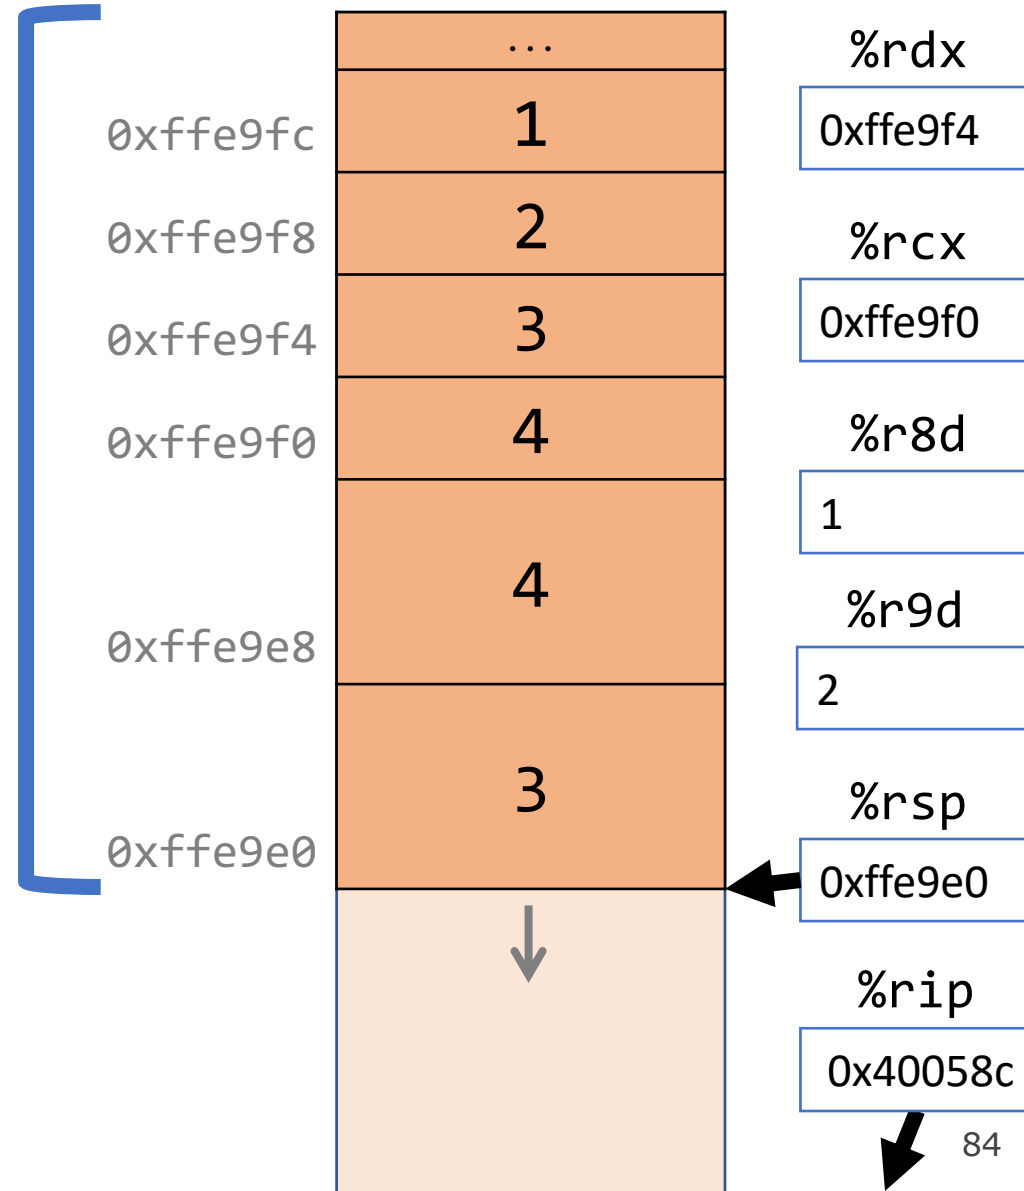 ...
0xffe9fc
1
0xffe9f8
2
0xffe9f4
3
0xffe9f0
4
4
0xffe9e8
3
0xffe9e0
%rdx
0xffe9f4
%rcx
0xffe9f0
%r8d
1
%r9d
2
%rsp
0xffe9e0
%rip
0x40058c
84